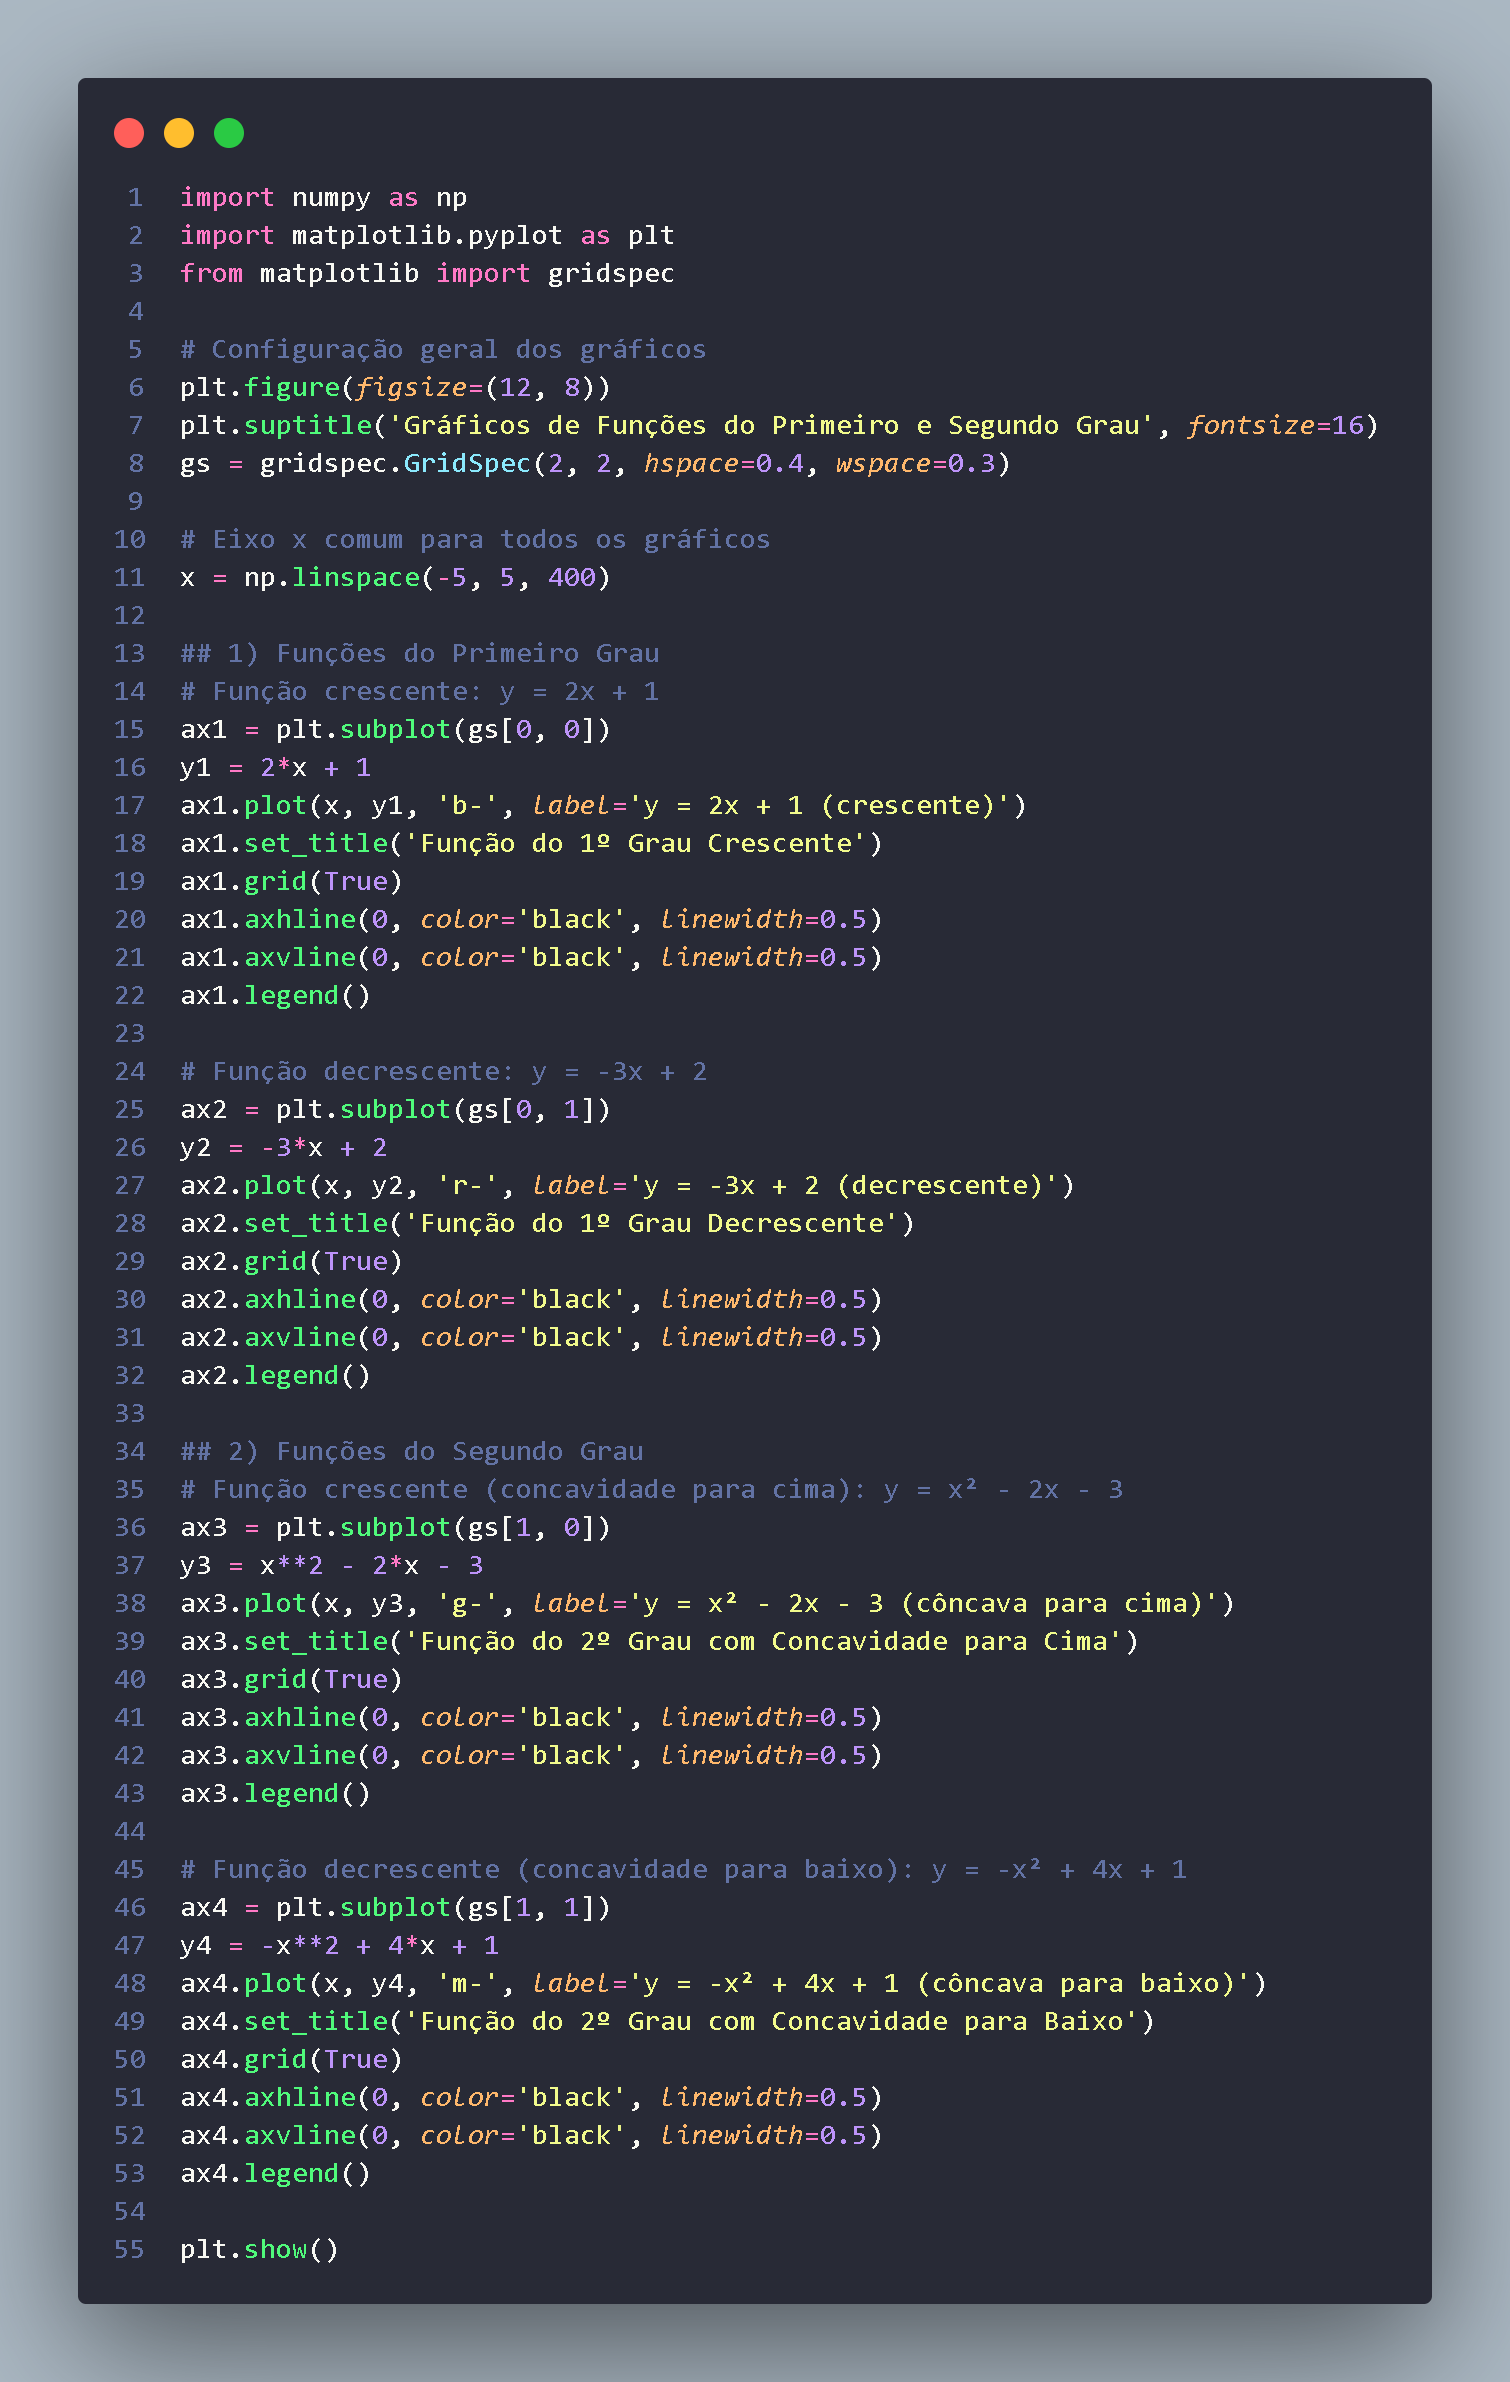 1 import numpy as np
2 import matplotlib.pyplot as plt
3 from matplotlib import gridspec
4
5 # Configuração geral dos gráficos
6 plt.figure(figsize=(12, 8))
7 plt.suptitle('Gráficos de Funções do Primeiro e Segundo Grau', fontsize=16)
8 gs = gridspec.GridSpec(2, 2, hspace=0.4, wspace=0.3)
9
10 # Eixo x comum para todos os gráficos
11 x = np.linspace(-5, 5, 400)
12
13 ## 1) Funções do Primeiro Grau
14 # Função crescente: y = 2x + 1
15 ax1 = plt.subplot(gs[0, 0])
16 y1 = 2*x + 1
17 ax1.plot(x, y1, 'b-', label='y = 2x + 1 (crescente)')
18 ax1.set_title('Função do 1º Grau Crescente')
19 ax1.grid(True)
20 ax1.axhline(0, color='black', linewidth=0.5)
21 ax1.axvline(0, color='black', linewidth=0.5)
22 ax1.legend()
23
24 # Função decrescente: y = -3x + 2
25 ax2 = plt.subplot(gs[0, 1])
26 y2 = -3*x + 2
27 ax2.plot(x, y2, 'r-', label='y = -3x + 2 (decrescente)')
28 ax2.set_title('Função do 1º Grau Decrescente')
29 ax2.grid(True)
30 ax2.axhline(0, color='black', linewidth=0.5)
31 ax2.axvline(0, color='black', linewidth=0.5)
32 ax2.legend()
33
34 ## 2) Funções do Segundo Grau
35 # Função crescente (concavidade para cima): y = x² - 2x - 3
36 ax3 = plt.subplot(gs[1, 0])
37 y3 = x**2 - 2*x - 3
38 ax3.plot(x, y3, 'g-', label='y = x² - 2x - 3 (côncava para cima)')
39 ax3.set_title('Função do 2º Grau com Concavidade para Cima')
40 ax3.grid(True)
41 ax3.axhline(0, color='black', linewidth=0.5)
42 ax3.axvline(0, color='black', linewidth=0.5)
43 ax3.legend()
44
45 # Função decrescente (concavidade para baixo): y = -x² + 4x + 1
46 ax4 = plt.subplot(gs[1, 1])
47 y4 = -x**2 + 4*x + 1
48 ax4.plot(x, y4, 'm-', label='y = -x² + 4x + 1 (côncava para baixo)')
49 ax4.set_title('Função do 2º Grau com Concavidade para Baixo')
50 ax4.grid(True)
51 ax4.axhline(0, color='black', linewidth=0.5)
52 ax4.axvline(0, color='black', linewidth=0.5)
53 ax4.legend()
54
55 plt.show()